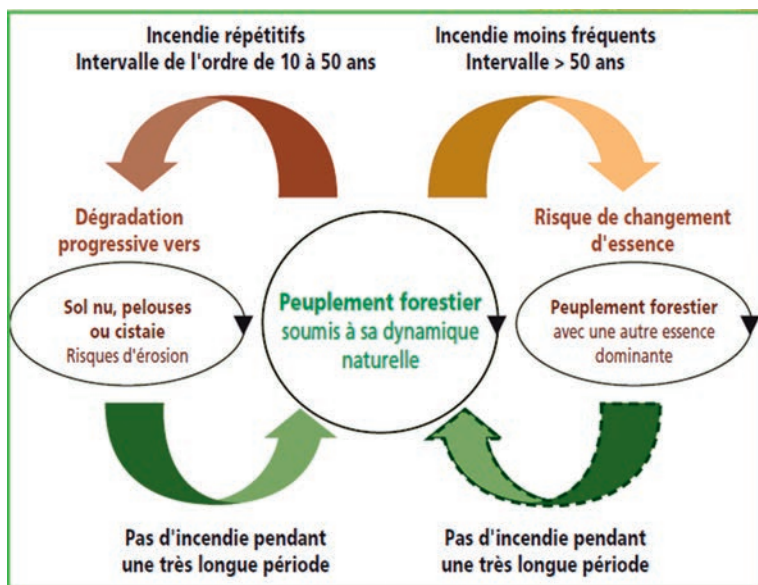 Incendie répétitifs
Intervalle de l'ordre de 10 à 50 ans
Incendie moins fréquents
Intervalle > 50 ans
Dégradation
progressive vers
Risque de changement
d'essence
Sol nu, pelouses
ou cistaie
Risques d'érosion
Peuplement forestier
soumis à sa dynamique
naturelle
Peuplement forestier
avec une autre essence
dominante
Pas d'incendie pendant
une très longue période
Pas d'incendie pendant
une très longue période